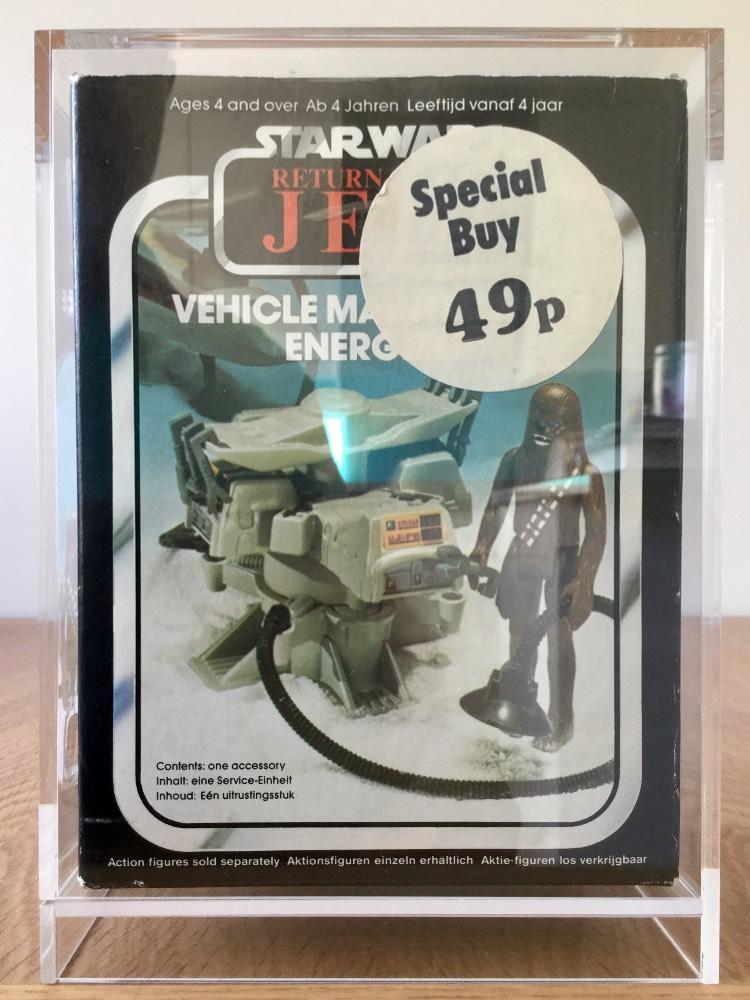 Ages 4 and over Ab 4 Jahren Leeftijd vanaf 4 jaar
STAR WA
RETURN
JE
Special
Buy
49p
VEHICLE MA
ENERG
Contents: one accessory
Inhalt: eine Service-Einheit
Inhoud: Eén uitrustingsstuk
Action figures sold separately Aktionsfiguren einzeln erhaltlich Aktie-figuren los verkrijgbaar